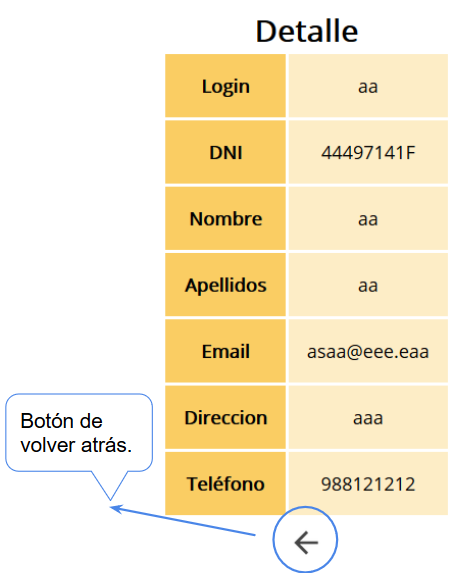 Detalle
Login aa
DNI 44497141F
Nombre aa
Apellidos aa
Email asaa@eee.eaa
Direccion aaa
Teléfono 988121212
Botón de
volver atrás.